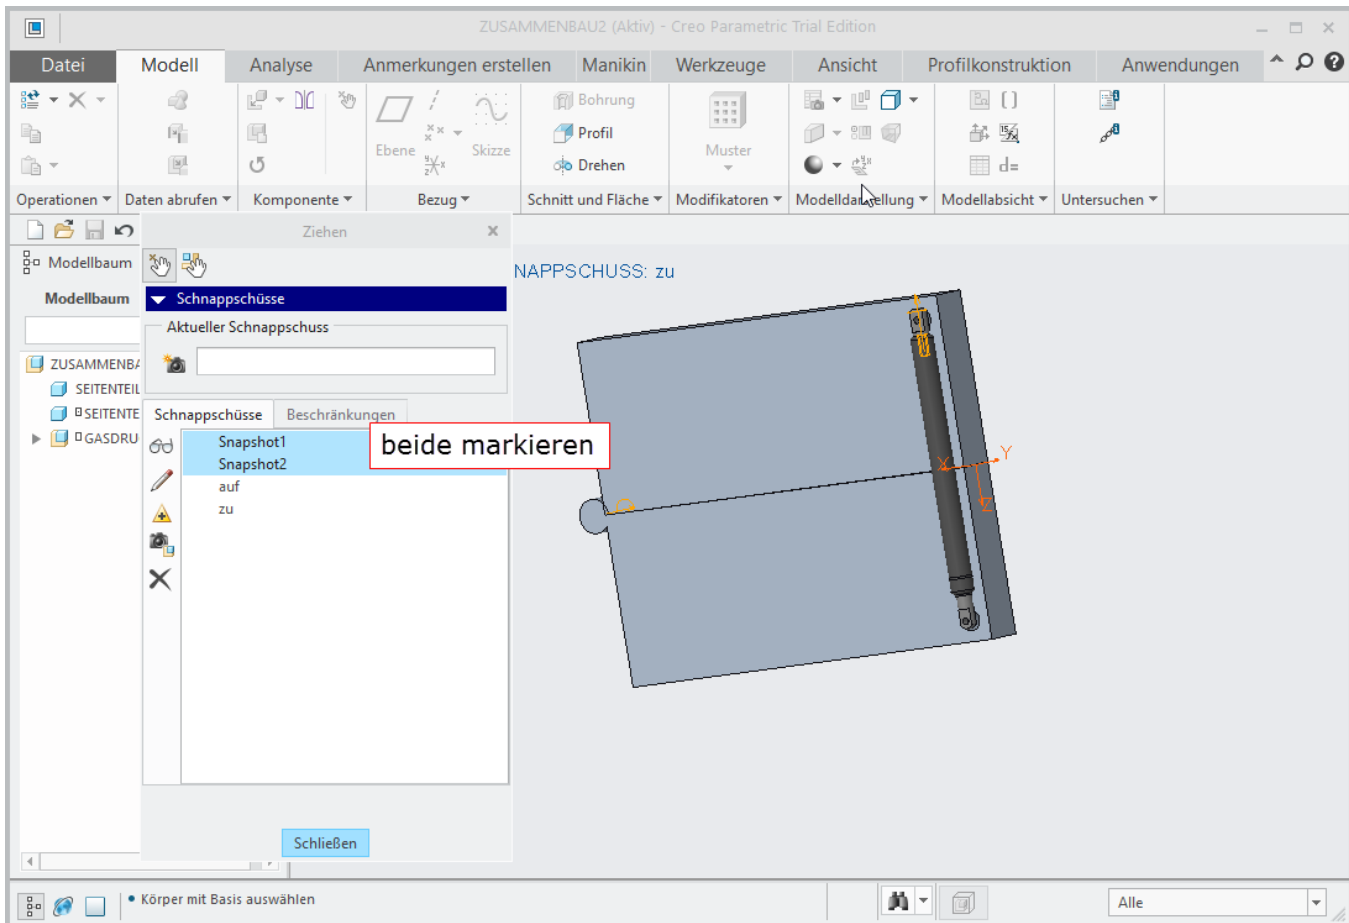 ZUSAMMENBAU2 (Aktiv) - Creo Parametric Trial Edition
Datei Modell Analyse Anmerkungen erstellen Manikin Werkzeuge Ansicht Profilkonstruktion Anwendungen
Bohrung
Profil
Drehen
Ebene
Skizze
Muster
d=
Operationen Daten abrufen Komponente Bezug Schnitt und Fläche Modifikatoren Modelldarstellung Modellabsicht Untersuchen
Ziehen
Modellbaum
Modellbaum
ZUSAMMENBA
SEITENTEIL
SEITENTE
GASDRU
Schnappschüsse
Aktueller Schnappschuss
Schnappschüsse Beschränkungen
Snapshot1
Snapshot2
auf
zu
beide markieren
Schließen
NAPPSCHUSS: zu
X
Y
Z
Körper mit Basis auswählen
Alle